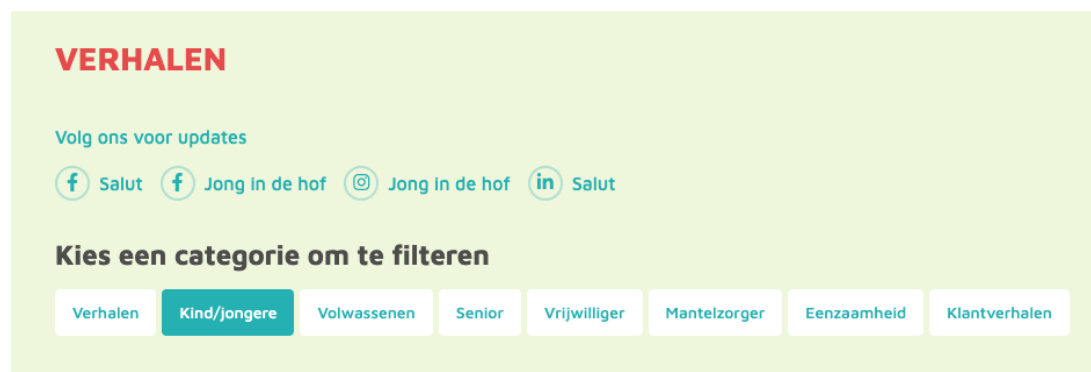 VERHALEN
Volg ons voor updates
Salut Jong in de hof Jong in de hof Salut
Kies een categorie om te filteren
Verhalen Kind/jongere Volwassenen Senior Vrijwilliger Mantelzorger Eenzaamheid Klantverhalen